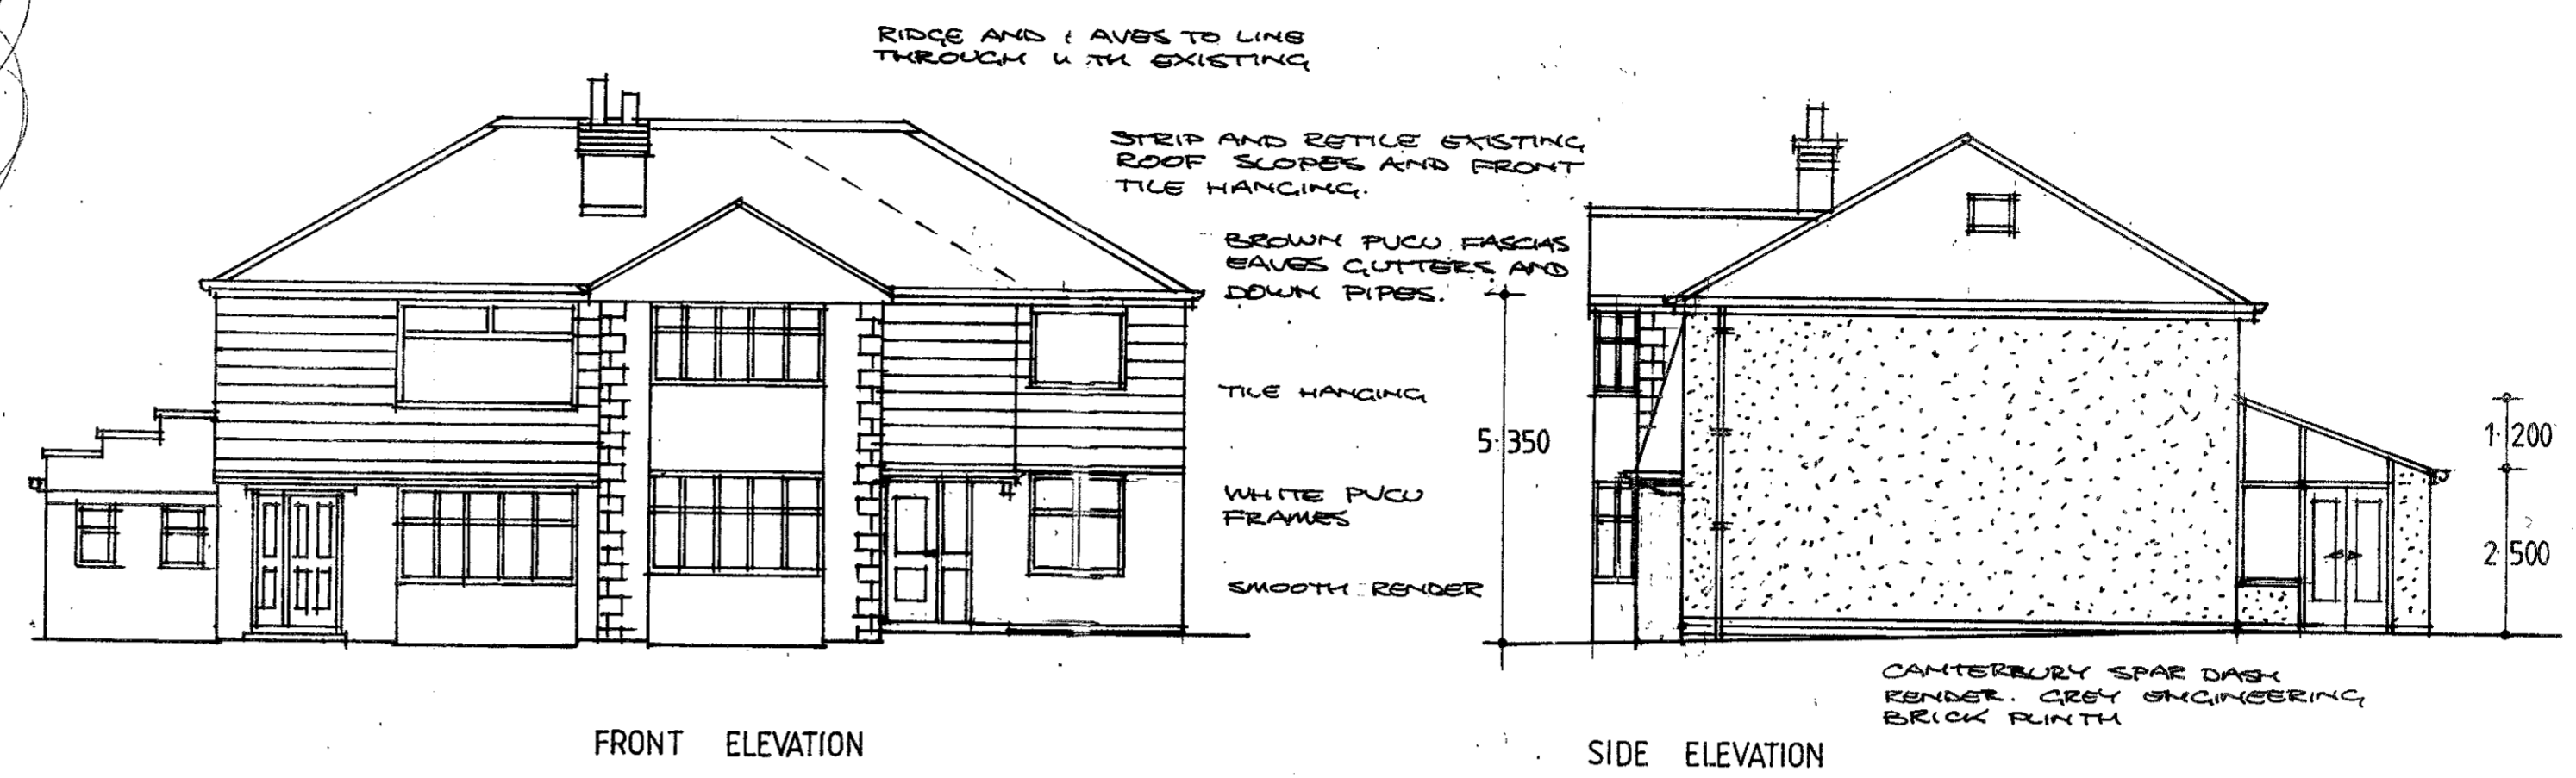 RIDGE AND EAVES TO LINE
THROUGH WITH EXISTING
STRIP AND RETILE EXISTING
ROOF SLOPES AND FRONT
TILE HANGING.
BROWN PVCU FASCIAS
EAVES GUTTERS AND
DOWN PIPES.
TILE HANGING
WHITE PVCU
FRAMES
SMOOTH RENDER
5·350
1·200
2·500
CANTERBURY SPAR DASH
RENDER. GREY ENGINEERING
BRICK PLINTH
FRONT ELEVATION
SIDE ELEVATION